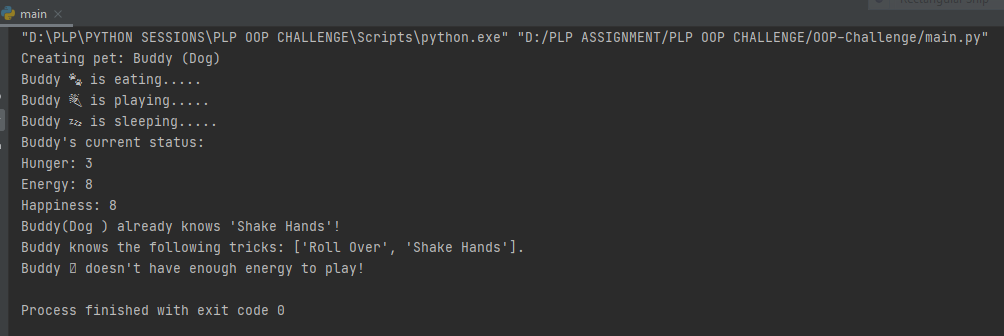 main
"D:\PLP\PYTHON SESSIONS\PLP OOP CHALLENGE\Scripts\python.exe" "D:/PLP ASSIGNMENT/PLP OOP CHALLENGE/OOP-Challenge/main.py"
Creating pet: Buddy (Dog)
Buddy 🐾 is eating.....
Buddy 🎾 is playing.....
Buddy 💤 is sleeping.....
Buddy's current status:
Hunger: 3
Energy: 8
Happiness: 8
Buddy(Dog ) already knows 'Shake Hands'!
Buddy knows the following tricks: ['Roll Over', 'Shake Hands'].
Buddy doesn't have enough energy to play!
Process finished with exit code 0